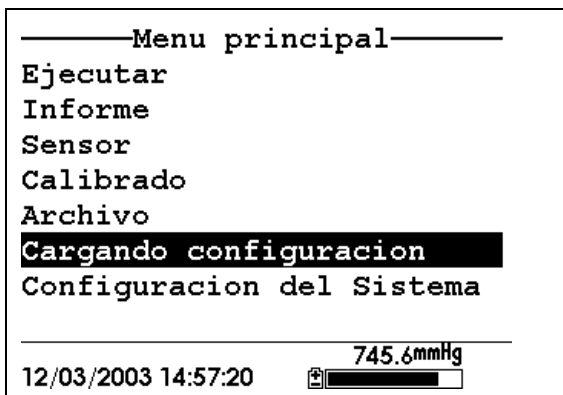 Menu principal
Ejecutar
Informe
Sensor
Calibrado
Archivo
Cargando configuracion
Configuracion del Sistema
745.6mmHg
12/03/2003 14:57:20